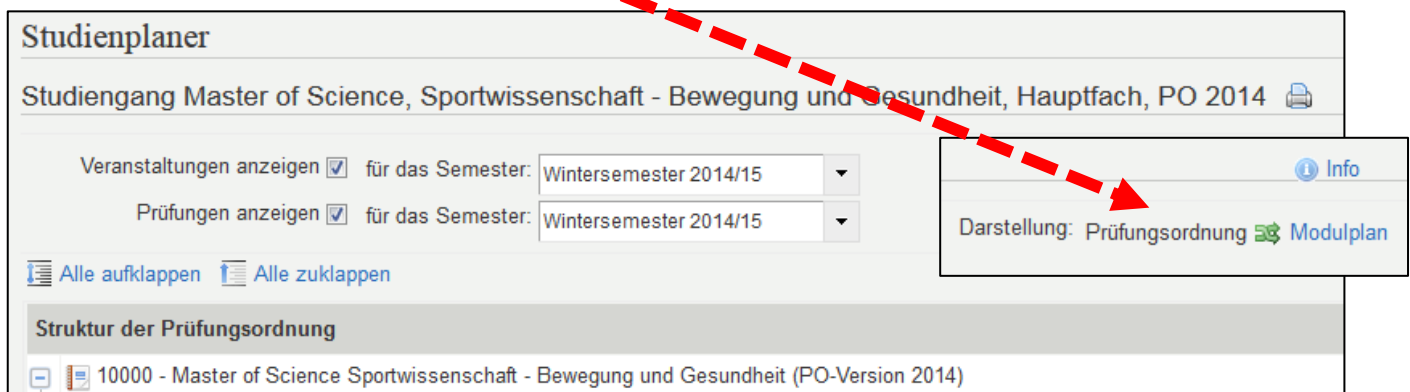 Studienplaner
Studiengang Master of Science, Sportwissenschaft - Bewegung und Gesundheit, Hauptfach, PO 2014
Veranstaltungen anzeigen für das Semester: Wintersemester 2014/15
Prüfungen anzeigen für das Semester: Wintersemester 2014/15
Info
Darstellung: Prüfungsordnung Modulplan
Alle aufklappen Alle zuklappen
Struktur der Prüfungsordnung
10000 - Master of Science Sportwissenschaft - Bewegung und Gesundheit (PO-Version 2014)